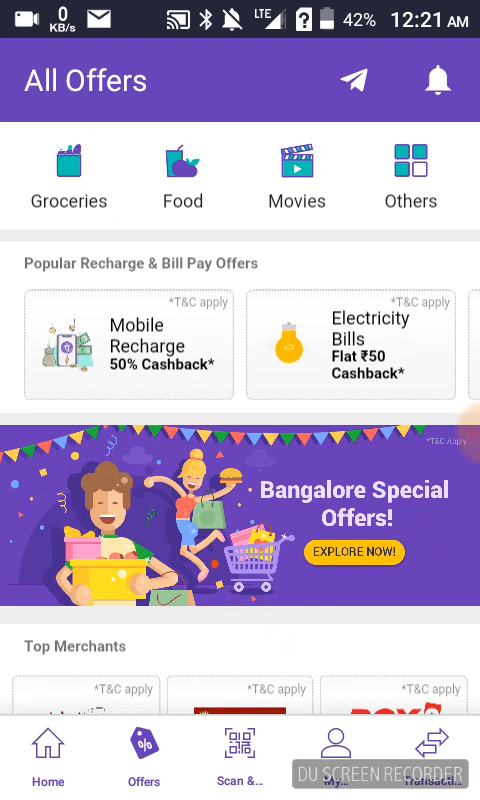 0
KB/s
LTE
42%
12:21 AM
All Offers
Groceries
Food
Movies
Others
Popular Recharge & Bill Pay Offers
*T&C apply
Mobile
Recharge
50% Cashback*
*T&C apply
Electricity
Bills
Flat ₹50
Cashback*
*T&C Apply
Bangalore Special
Offers!
EXPLORE NOW!
Top Merchants
*T&C apply
*T&C apply
*T&C apply
Home
Offers
Scan &...
My...
Transacti...
DU SCREEN RECORDER